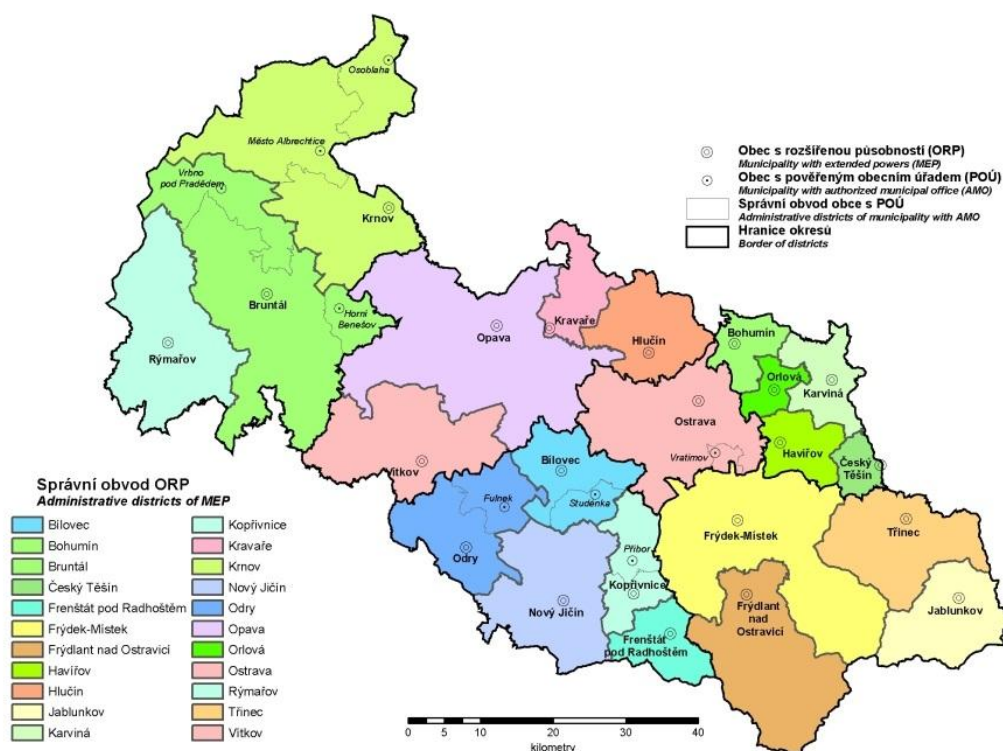 Osoblaha
Město Albrechtice
Vrbno
pod Pradědem
Krnov
Bruntál
Horní
Benešov
Rýmařov
Obec s rozšířenou působností (ORP)
Municipality with extended powers (MEP)
Obec s pověřeným obecním úřadem (POÚ)
Municipality with authorized municipal office (AMO)
Správní obvod obce s POÚ
Administrative districts of municipality with AMO
Hranice okresů
Border of districts
Opava
Kravaře
Hlučín
Bohumín
Orlová
Karviná
Ostrava
Vratimov
Havířov
Český
Těšín
Vítkov
Bílovec
Studénka
Fulnek
Odry
Příbor
Kopřivnice
Nový Jičín
Frenštát
pod Radhoštěm
Frýdek-Místek
Frýdlant
nad
Ostravicí
Třinec
Jablunkov
Správní obvod ORP
Administrative districts of MEP
Bílovec
Bohumín
Bruntál
Český Těšín
Frenštát pod Radhoštěm
Frýdek-Místek
Frýdlant nad Ostravicí
Havířov
Hlučín
Jablunkov
Karviná
Kopřivnice
Kravaře
Krnov
Nový Jičín
Odry
Opava
Orlová
Ostrava
Rýmařov
Třinec
Vítkov
0 10 20 30 40
kilometry